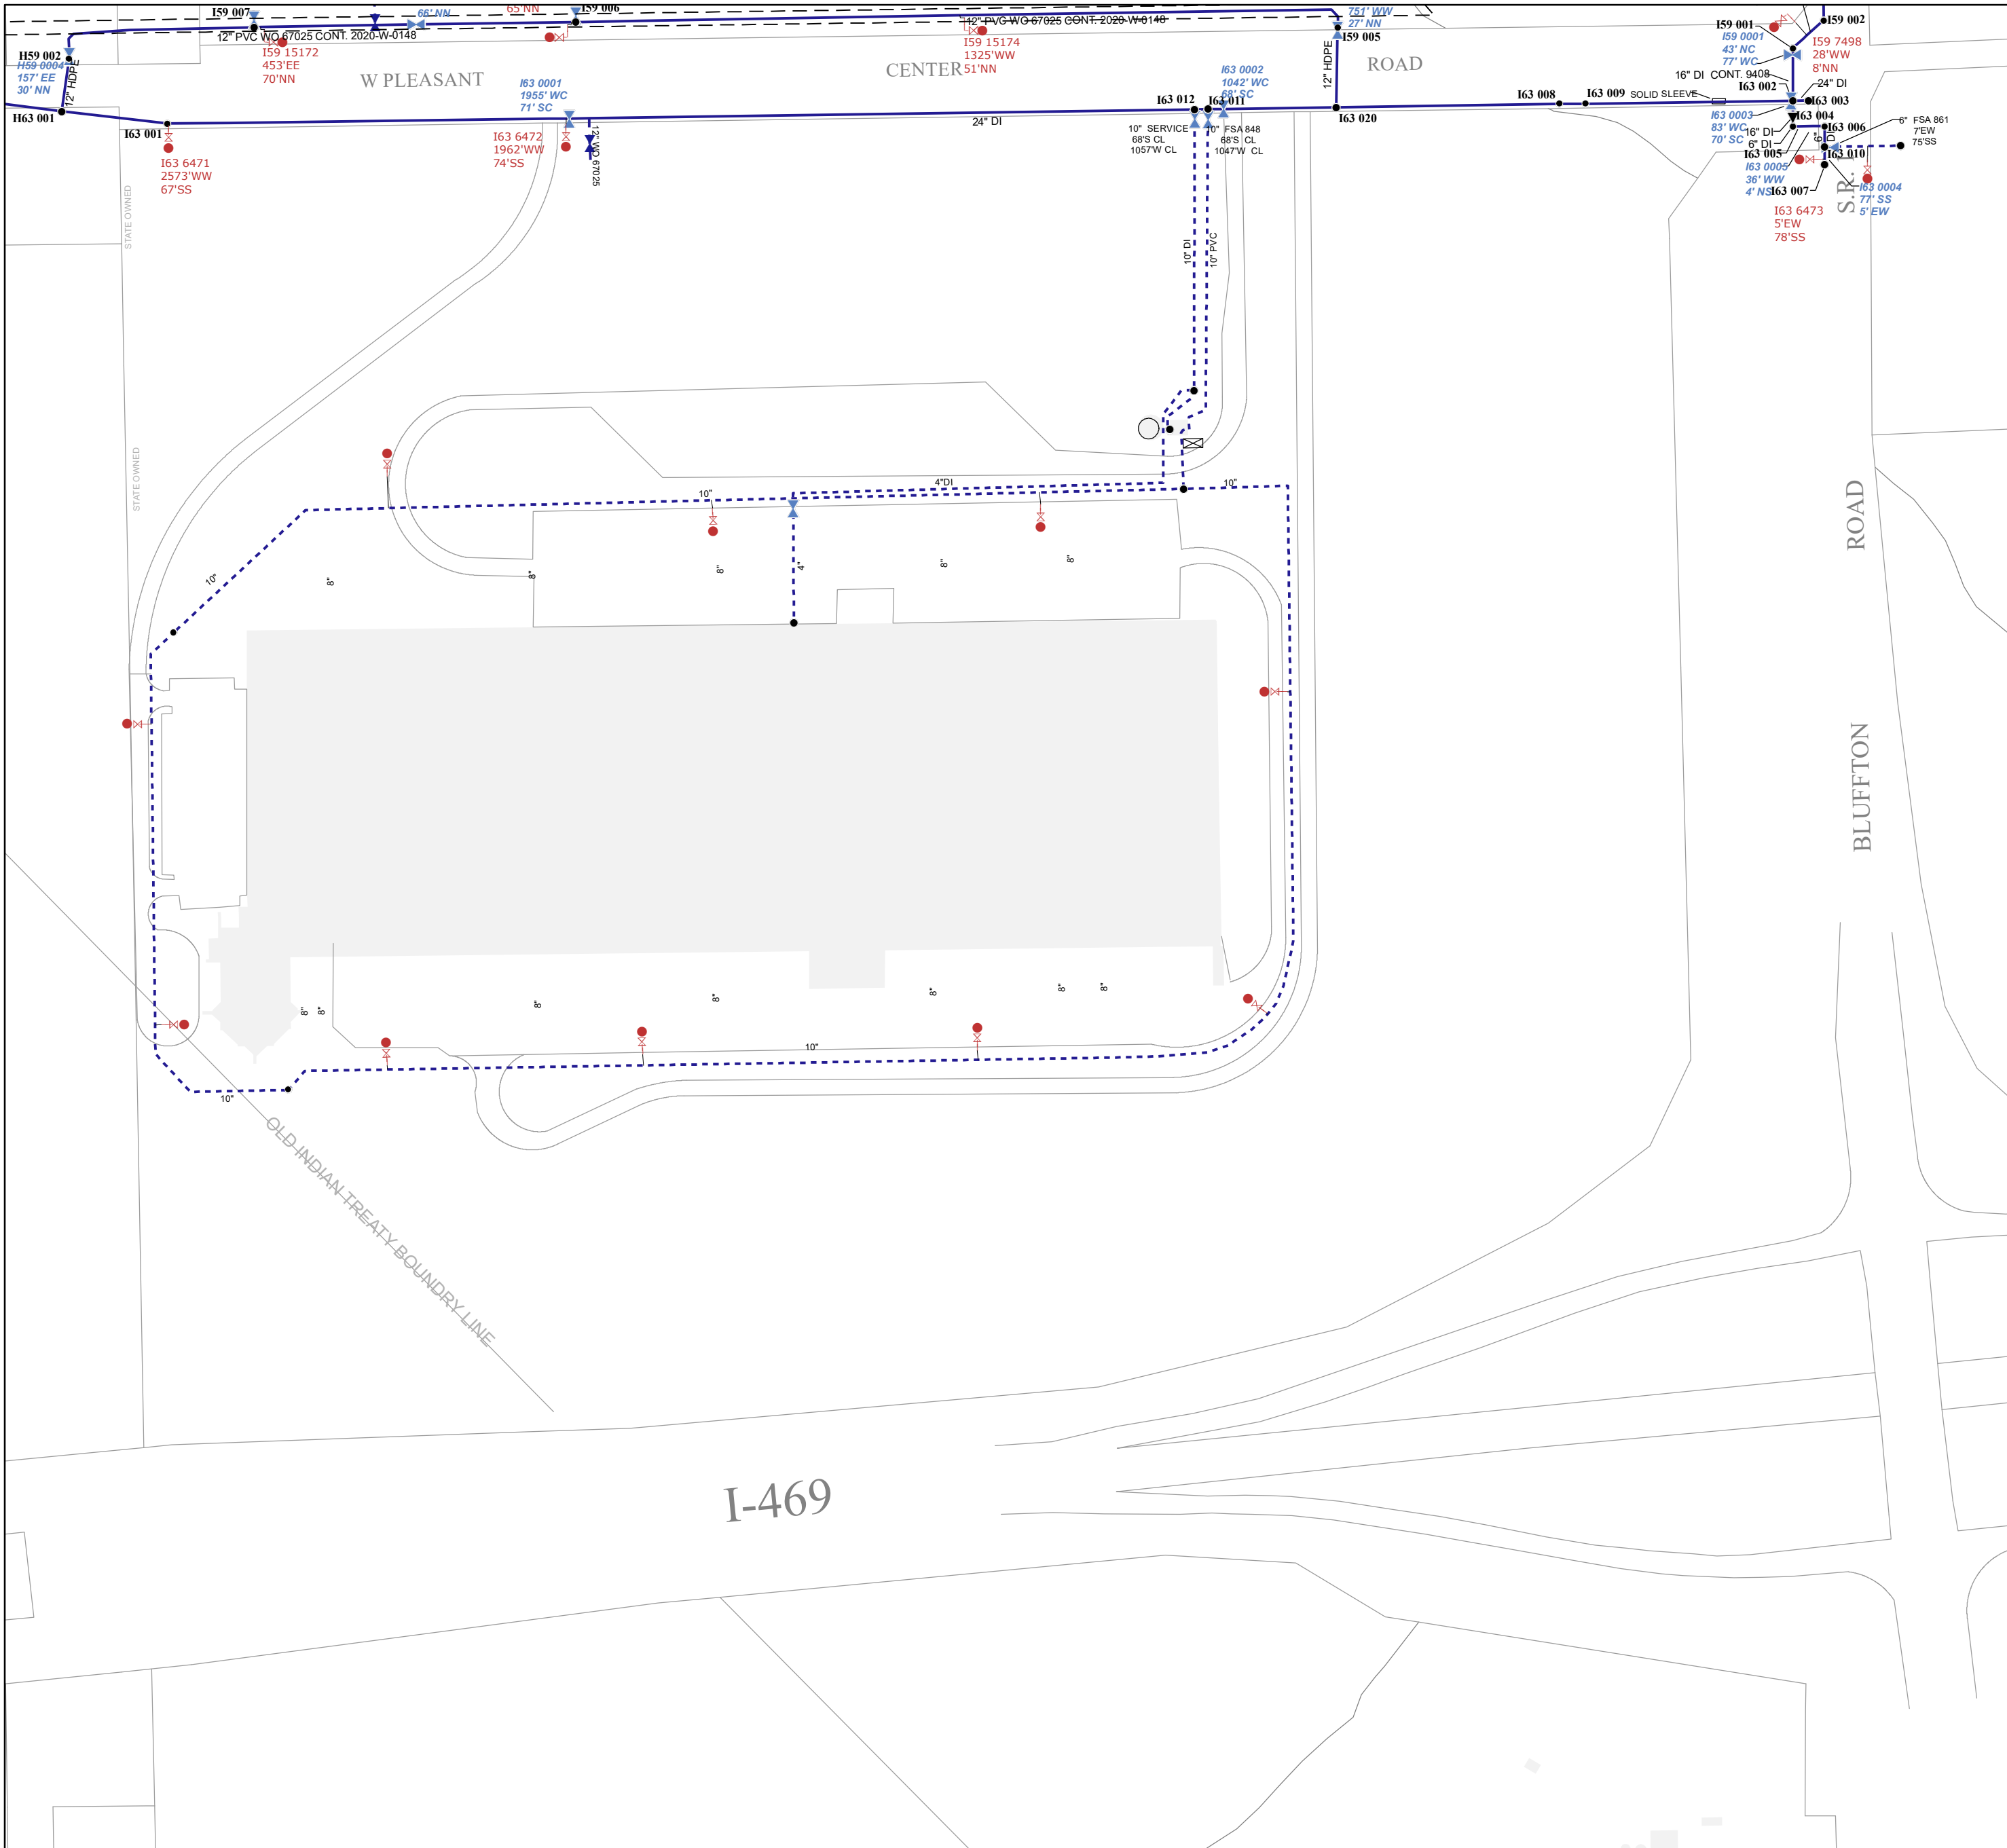 I59 007
66' NN
65'NN
I59 006
12" PVC WO 67025 CONT. 2020-W-0148
12" PVC WO 67025 CONT. 2020-W-0148
751' WW
27' NN
I59 005
I59 001
I59 002
I59 0001
43' NC
77' WC
I59 7498
28'WW
8'NN
H59 002
H59 0004
157' EE
30' NN
12" HDPE
H63 001
I59 15172
453'EE
70'NN
I59 15174
1325'WW
51'NN
W PLEASANT
CENTER
ROAD
12" HDPE
I63 0001
1955' WC
71' SC
I63 0002
1042' WC
68' SC
16" DI CONT. 9408
24" DI
I63 002
I63 003
I63 012
I63 011
I63 020
I63 008
I63 009
SOLID SLEEVE
24" DI
I63 001
I63 6471
2573'WW
67'SS
I63 6472
1962'WW
74'SS
12" WO 67025
10" SERVICE
68'S CL
1057'W CL
10" FSA 848
68'S CL
1047'W CL
I63 0003
83' WC
70' SC
I63 004
16" DI
6" DI
I63 006
6" DI
6" FSA 861
7'EW
75'SS
I63 005
I63 010
I63 0005
36' WW
4' NS
I63 007
I63 0004
77' SS
5' EW
I63 6473
5'EW
78'SS
S.R. 1
STATE OWNED
STATE OWNED
10" DI
10" PVC
4"DI
10"
10"
10"
8"
8"
8"
4"
8"
8"
ROAD
BLUFFTON
8"
8"
8"
8"
8"
8"
8"
10"
10"
OLD INDIAN TREATY BOUNDRY LINE
I-469